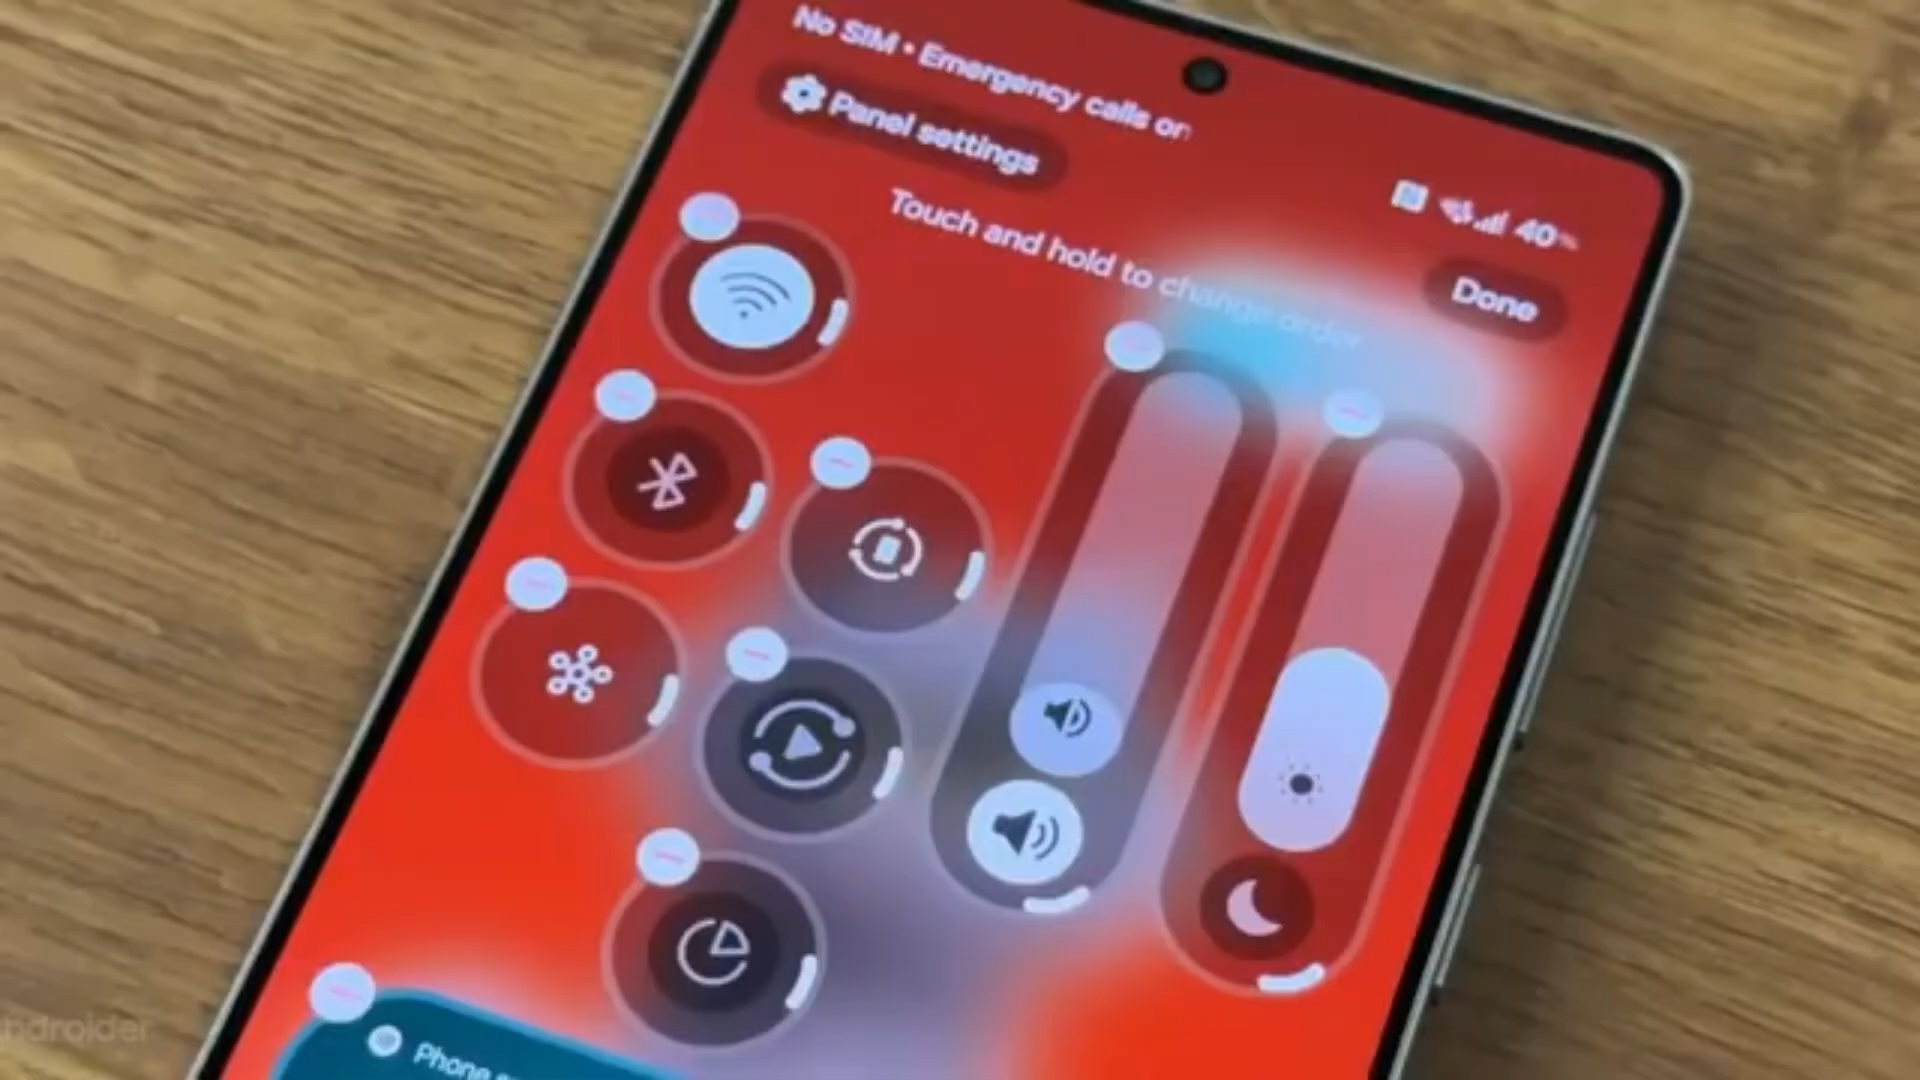 No SIM • Emergency calls on
Panel settings
40%
Touch and hold to change order
Done
Phone